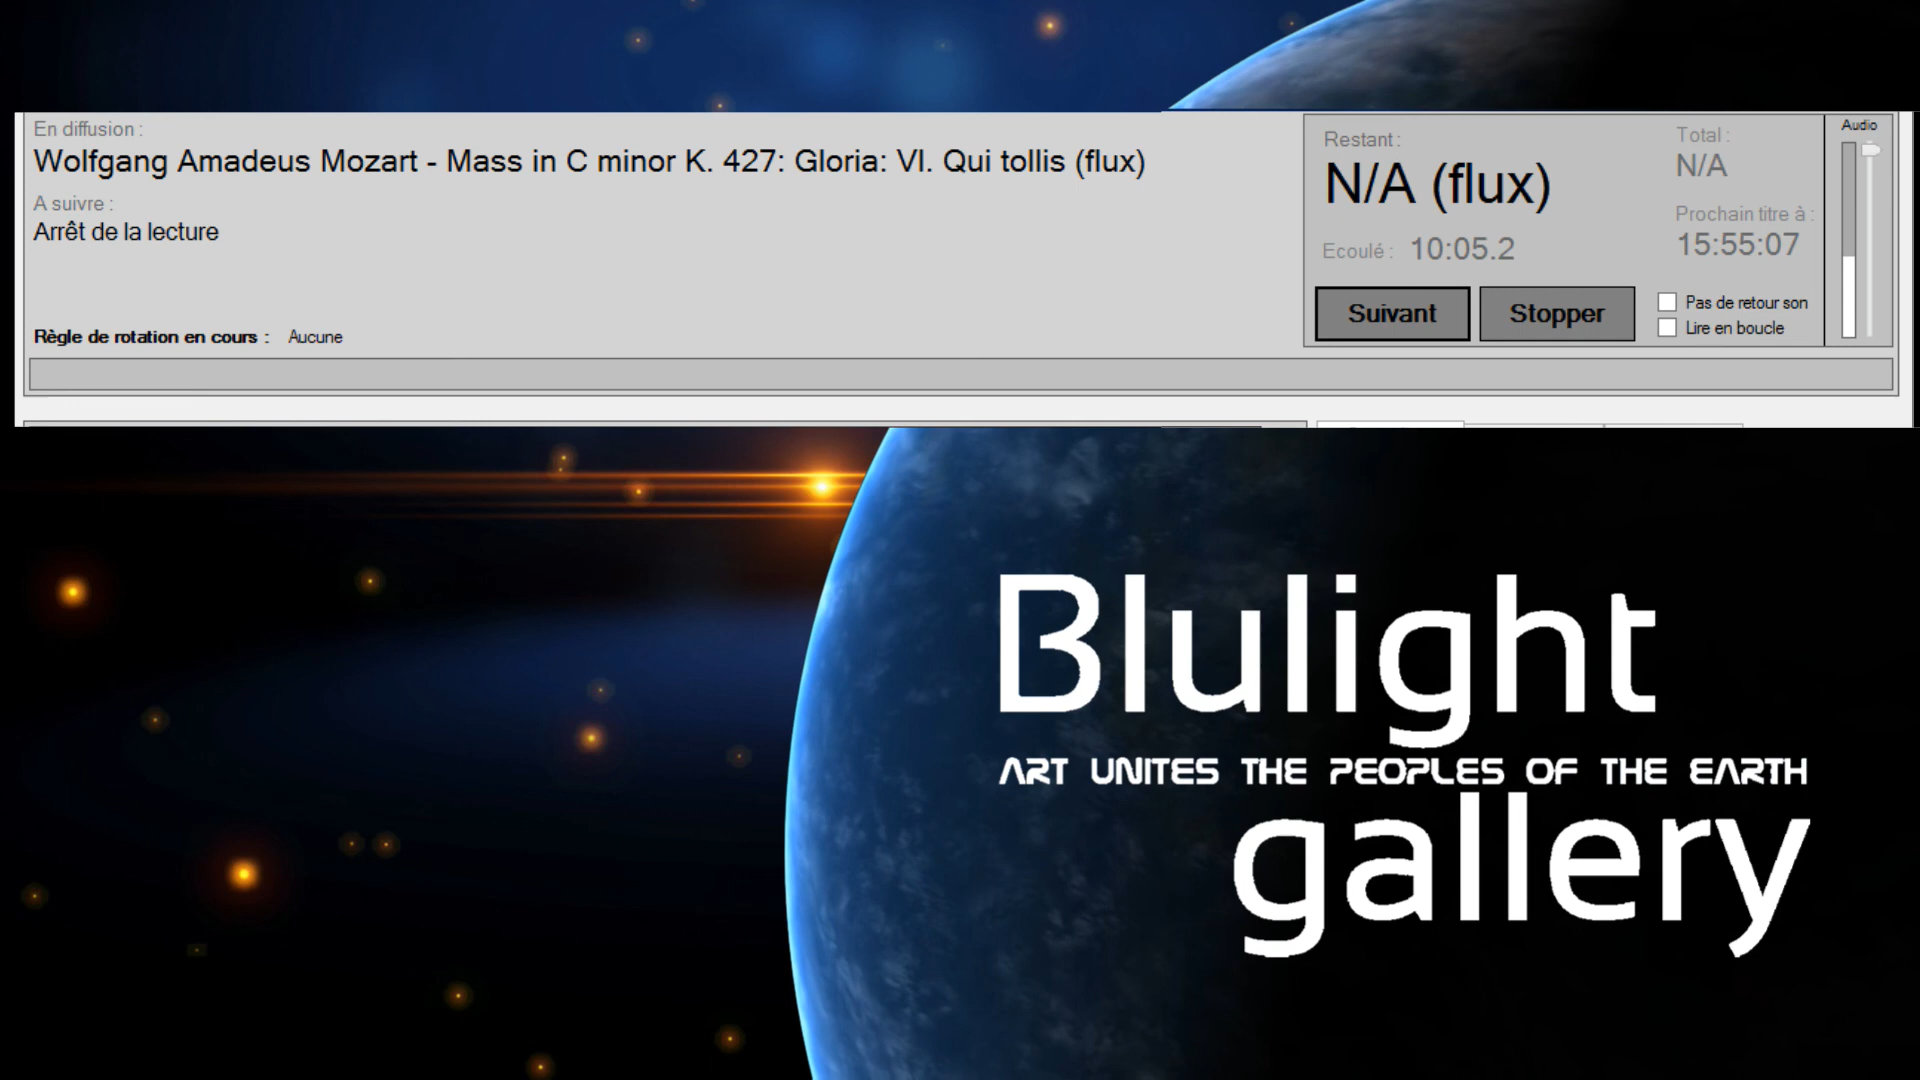 En diffusion :
Wolfgang Amadeus Mozart - Mass in C minor K. 427: Gloria: VI. Qui tollis (flux)
A suivre :
Arrêt de la lecture
Règle de rotation en cours : Aucune
Restant :
N/A (flux)
Ecoulé : 10:05.2
Total :
N/A
Prochain titre à :
15:55:07
Suivant
Stopper
Pas de retour son
Lire en boucle
Audio
Blulight
ART UNITES THE PEOPLES OF THE EARTH
gallery